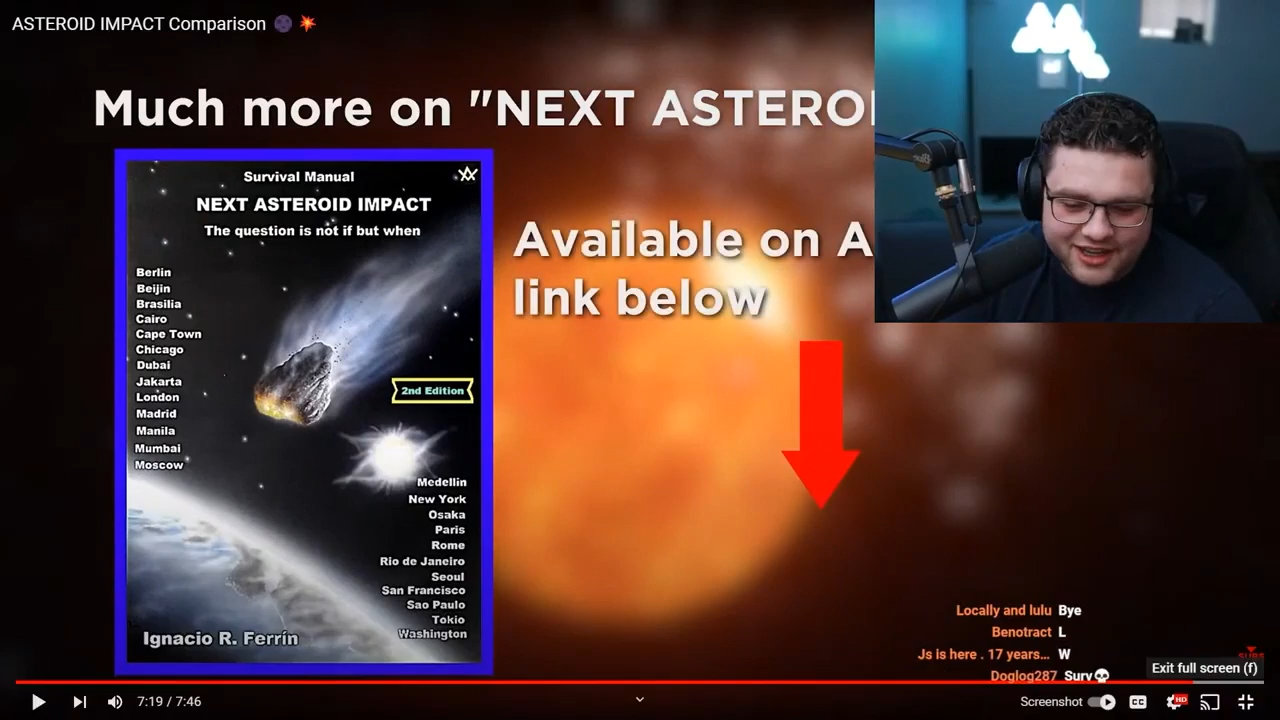 ASTEROID IMPACT Comparison
Much more on "NEXT ASTEROI
Survival Manual
NEXT ASTEROID IMPACT
The question is not if but when
Berlin
Beijin
Brasilia
Cairo
Cape Town
Chicago
Dubai
Jakarta
London
Madrid
Manila
Mumbai
Moscow
2nd Edition
Medellin
New York
Osaka
Paris
Rome
Rio de Janeiro
Seoul
San Francisco
Sao Paulo
Tokio
Washington
Ignacio R. Ferrín
Available on A
link below
Locally and lulu Bye
Benotract L
Js is here . 17 years... W
Doglog287 Surv
SUBS
Exit full screen (f)
7:19 / 7:46
Screenshot
CC
HD